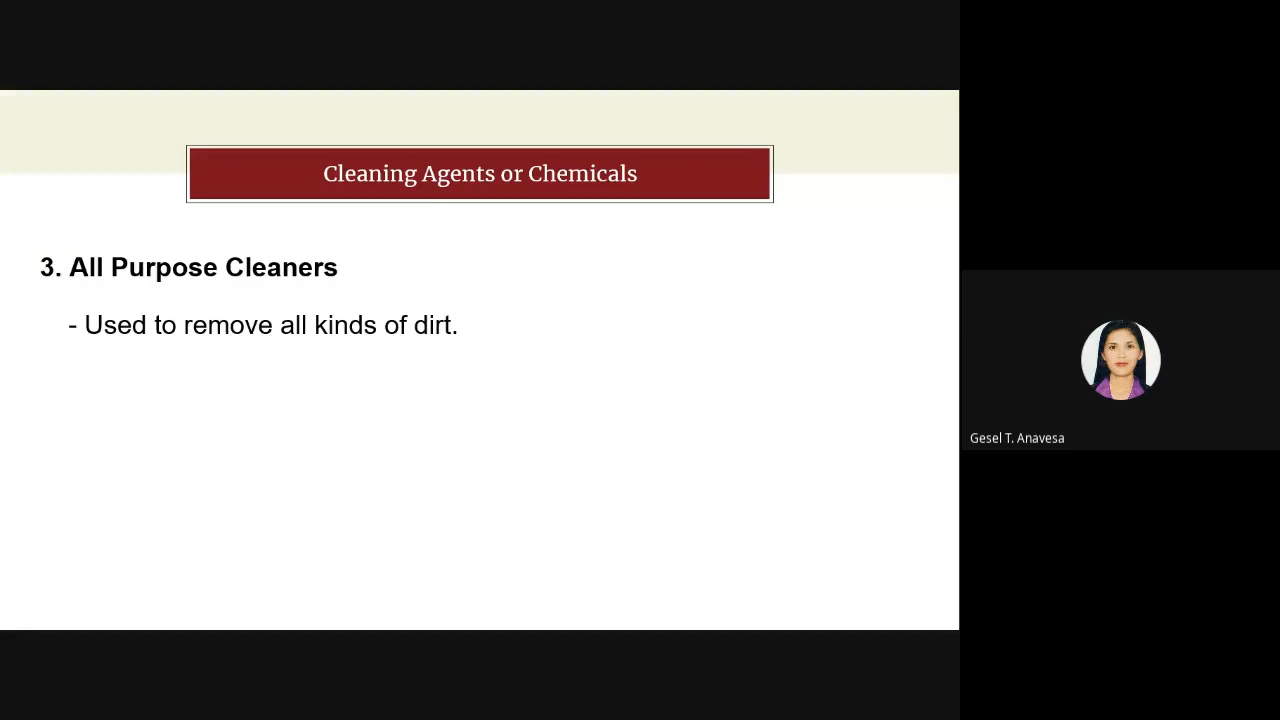 Cleaning Agents or Chemicals
3. All Purpose Cleaners
- Used to remove all kinds of dirt.
Gesel T. Anavesa